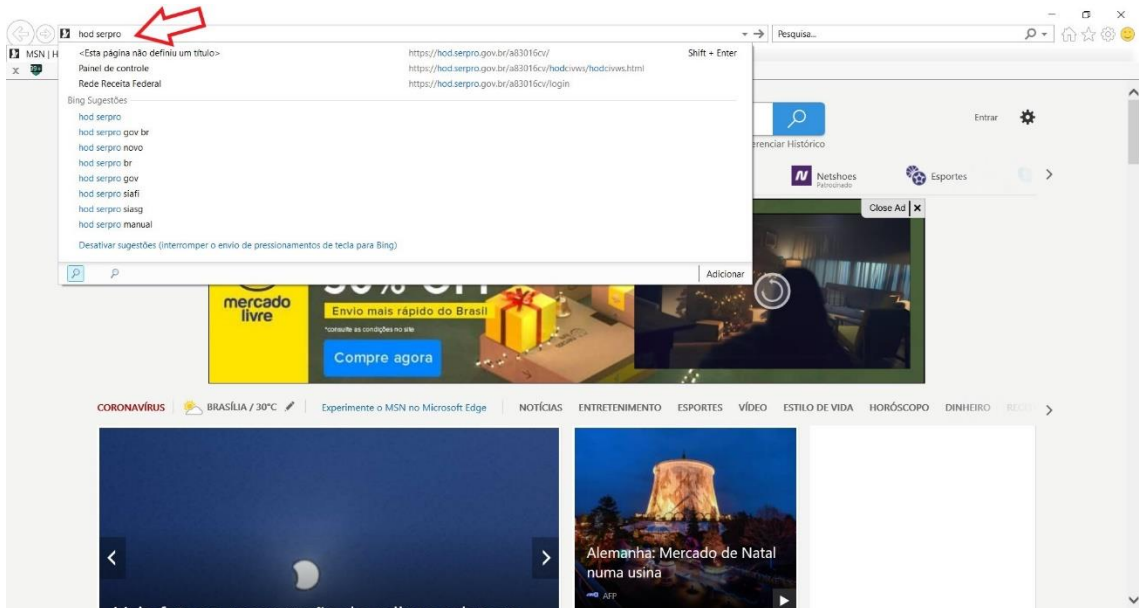 hod serpro
Pesquisa...
MSN | H
<Esta página não definiu um título> https://hod.serpro.gov.br/a83016cv/ Shift + Enter
Painel de controle https://hod.serpro.gov.br/a83016cv/hodcivws/hodcivws.html
Rede Receita Federal https://hod.serpro.gov.br/a83016cv/login
x 99+
Bing Sugestões
hod serpro
hod serpro gov br
hod serpro novo
hod serpro br
hod serpro gov
hod serpro siafi
hod serpro siasg
hod serpro manual
Desativar sugestões (interromper o envio de pressionamentos de tecla para Bing)
Adicionar
Entrar
erenciar Histórico
Netshoes
Patrocinado
Esportes
Close Ad X
mercado
livre
Envio mais rápido do Brasil
*consulte as condições no site
Compre agora
CORONAVÍRUS BRASÍLIA / 30°C Experimente o MSN no Microsoft Edge NOTÍCIAS ENTRETENIMENTO ESPORTES VÍDEO ESTILO DE VIDA HORÓSCOPO DINHEIRO
Alemanha: Mercado de Natal
numa usina
AFP